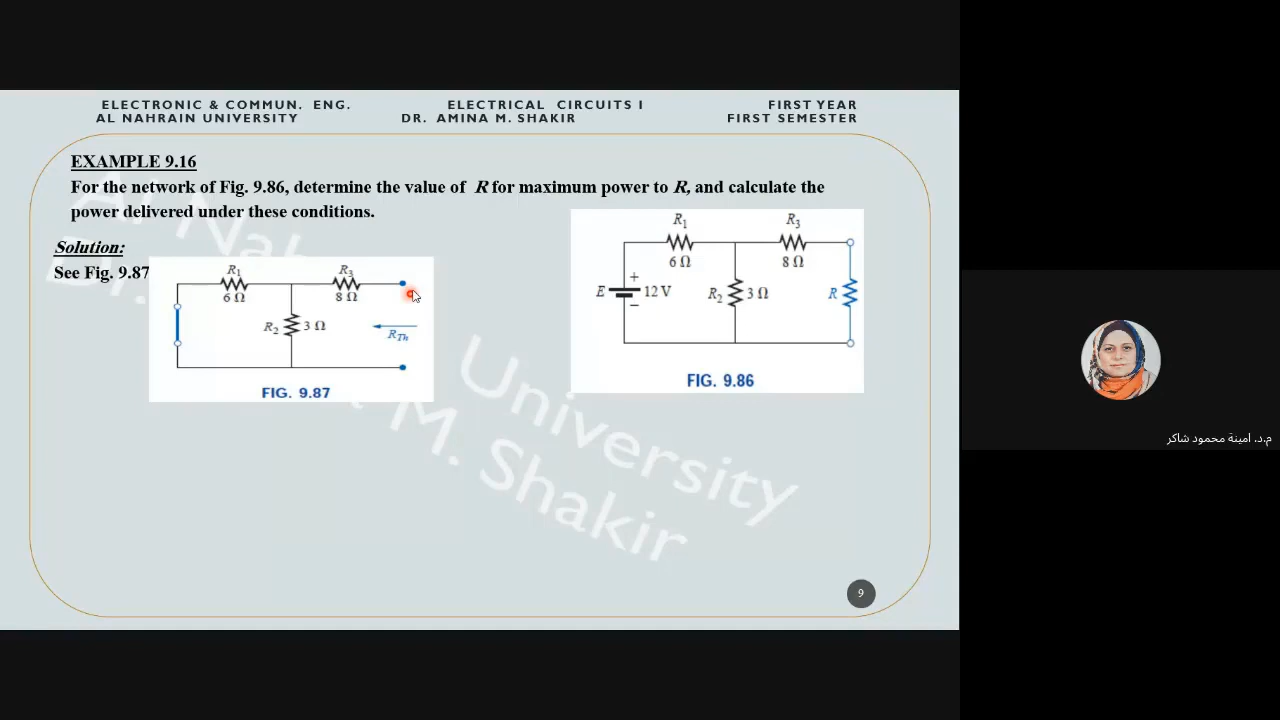 ELECTRONIC & COMMUN. ENG.
AL NAHRAIN UNIVERSITY
ELECTRICAL CIRCUITS I
DR. AMINA M. SHAKIR
FIRST YEAR
FIRST SEMESTER
EXAMPLE 9.16
For the network of Fig. 9.86, determine the value of R for maximum power to R, and calculate the
power delivered under these conditions.
Solution:
See Fig. 9.87
R1
6 Ω
R3
8 Ω
R2 3 Ω
RTh
FIG. 9.87
R1
6 Ω
R3
8 Ω
+
E 12 V
–
R2 3 Ω
R
FIG. 9.86
University
M. Shakir
9
م.د. امينة محمود شاكر